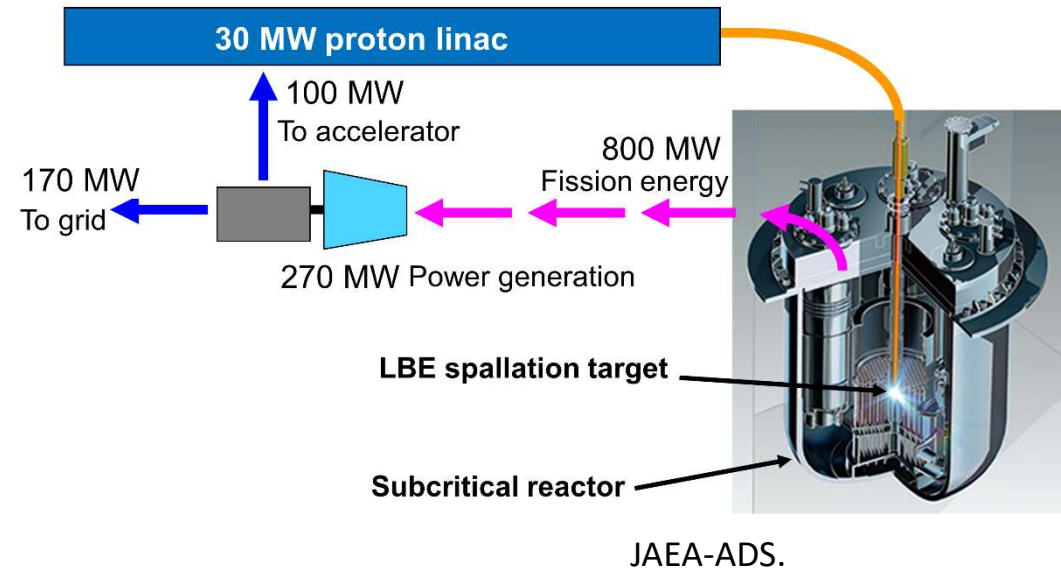 30 MW proton linac
100 MW
To accelerator
800 MW
Fission energy
170 MW
To grid
270 MW Power generation
LBE spallation target
Subcritical reactor
JAEA-ADS.